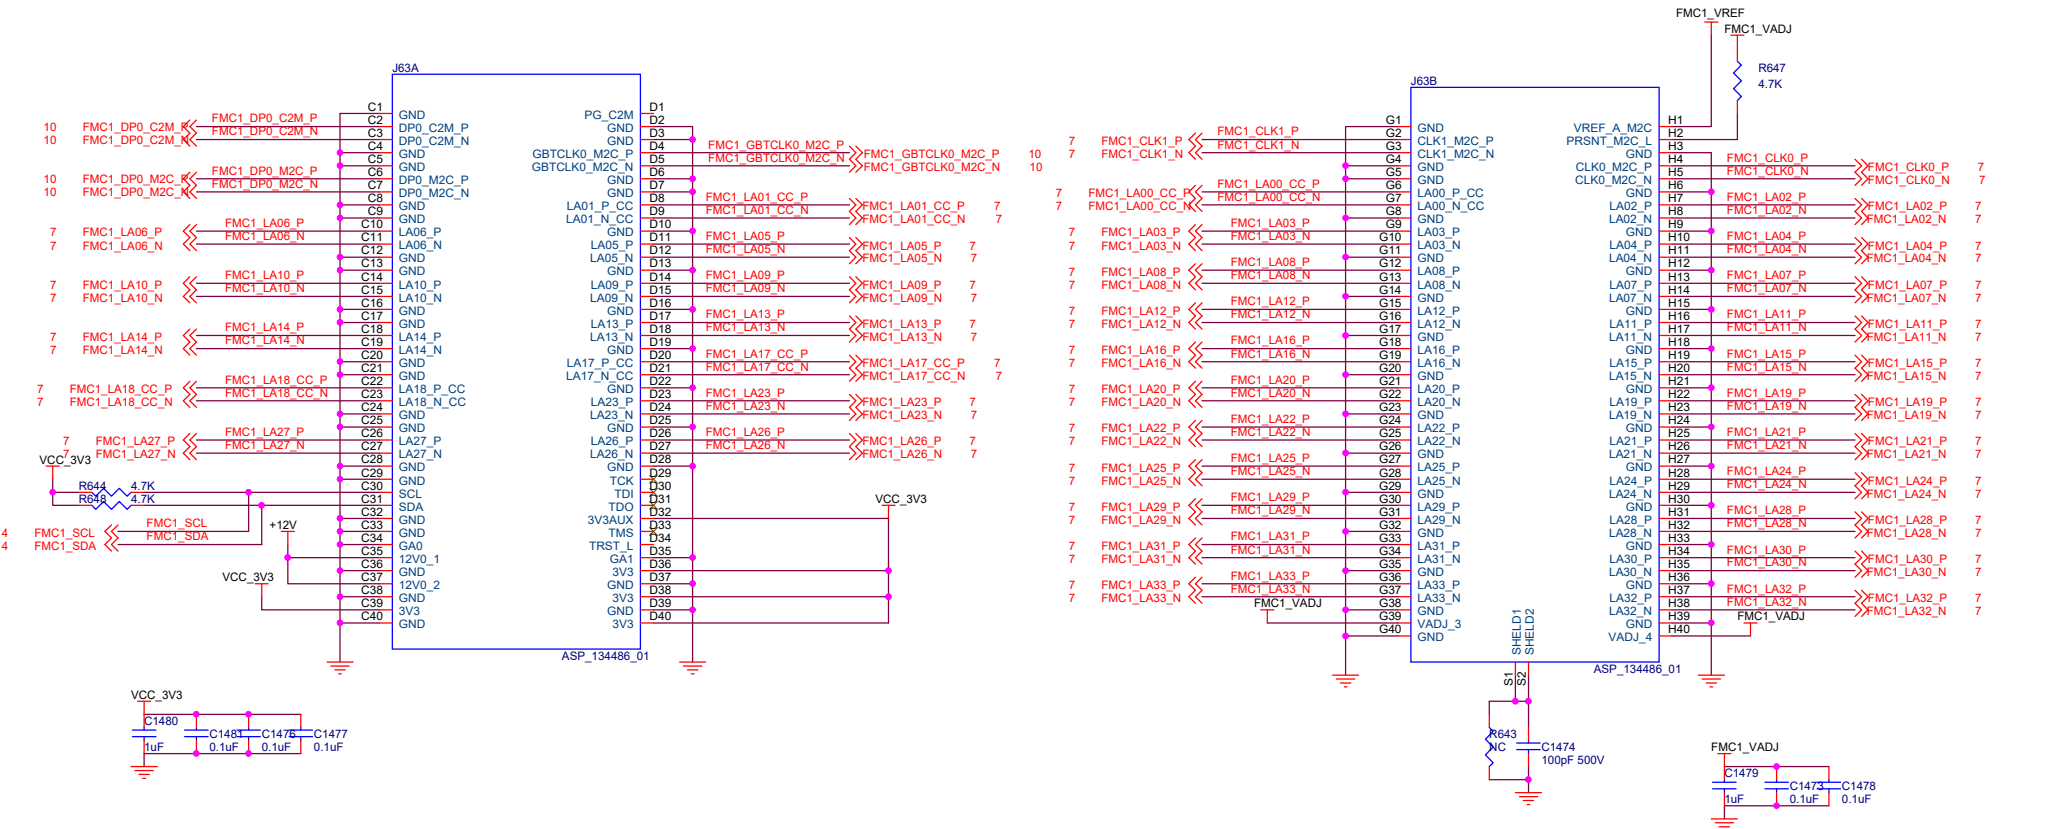 J63A
10 FMC1_DP0_C2M_P FMC1_DP0_C2M_P
10 FMC1_DP0_C2M_N FMC1_DP0_C2M_N
10 FMC1_DP0_M2C_P FMC1_DP0_M2C_P
10 FMC1_DP0_M2C_N FMC1_DP0_M2C_N
7 FMC1_LA06_P FMC1_LA06_P
7 FMC1_LA06_N FMC1_LA06_N
7 FMC1_LA10_P FMC1_LA10_P
7 FMC1_LA10_N FMC1_LA10_N
7 FMC1_LA14_P FMC1_LA14_P
7 FMC1_LA14_N FMC1_LA14_N
7 FMC1_LA18_CC_P FMC1_LA18_CC_P
7 FMC1_LA18_CC_N FMC1_LA18_CC_N
7 FMC1_LA27_P FMC1_LA27_P
7 FMC1_LA27_N FMC1_LA27_N
VCC_3V3
R644 4.7K
R648 4.7K
4 FMC1_SCL FMC1_SCL
4 FMC1_SDA FMC1_SDA
+12V
VCC_3V3
C1 GND
C2 DP0_C2M_P
C3 DP0_C2M_N
C4 GND
C5 GND
C6 DP0_M2C_P
C7 DP0_M2C_N
C8 GND
C9 GND
C10 LA06_P
C11 LA06_N
C12 GND
C13 GND
C14 LA10_P
C15 LA10_N
C16 GND
C17 GND
C18 LA14_P
C19 LA14_N
C20 GND
C21 GND
C22 LA18_P_CC
C23 LA18_N_CC
C24 GND
C25 GND
C26 LA27_P
C27 LA27_N
C28 GND
C29 GND
C30 SCL
C31 SDA
C32 GND
C33 GND
C34 GA0
C35 12V0_1
C36 GND
C37 12V0_2
C38 GND
C39 3V3
C40 GND
PG_C2M D1
GND D2
GND D3
GBTCLK0_M2C_P D4 FMC1_GBTCLK0_M2C_P FMC1_GBTCLK0_M2C_P 10
GBTCLK0_M2C_N D5 FMC1_GBTCLK0_M2C_N FMC1_GBTCLK0_M2C_N 10
GND D6
GND D7
LA01_P_CC D8 FMC1_LA01_CC_P FMC1_LA01_CC_P 7
LA01_N_CC D9 FMC1_LA01_CC_N FMC1_LA01_CC_N 7
GND D10
LA05_P D11 FMC1_LA05_P FMC1_LA05_P 7
LA05_N D12 FMC1_LA05_N FMC1_LA05_N 7
GND D13
LA09_P D14 FMC1_LA09_P FMC1_LA09_P 7
LA09_N D15 FMC1_LA09_N FMC1_LA09_N 7
GND D16
LA13_P D17 FMC1_LA13_P FMC1_LA13_P 7
LA13_N D18 FMC1_LA13_N FMC1_LA13_N 7
GND D19
LA17_P_CC D20 FMC1_LA17_CC_P FMC1_LA17_CC_P 7
LA17_N_CC D21 FMC1_LA17_CC_N FMC1_LA17_CC_N 7
GND D22
LA23_P D23 FMC1_LA23_P FMC1_LA23_P 7
LA23_N D24 FMC1_LA23_N FMC1_LA23_N 7
GND D25
LA26_P D26 FMC1_LA26_P FMC1_LA26_P 7
LA26_N D27 FMC1_LA26_N FMC1_LA26_N 7
GND D28
TCK D29
TDI D30
TDO D31
3V3AUX D32
TMS D33
TRST_L D34
GA1 D35
3V3 D36
GND D37
3V3 D38
GND D39
3V3 D40
VCC_3V3
ASP_134486_01
VCC_3V3
C1480 1uF
C1481 0.1uF
C1476 0.1uF
C1477 0.1uF
J63B
FMC1_VREF
FMC1_VADJ
R647
4.7K
7 FMC1_CLK1_P FMC1_CLK1_P
7 FMC1_CLK1_N FMC1_CLK1_N
7 FMC1_LA00_CC_P FMC1_LA00_CC_P
7 FMC1_LA00_CC_N FMC1_LA00_CC_N
7 FMC1_LA03_P FMC1_LA03_P
7 FMC1_LA03_N FMC1_LA03_N
7 FMC1_LA08_P FMC1_LA08_P
7 FMC1_LA08_N FMC1_LA08_N
7 FMC1_LA12_P FMC1_LA12_P
7 FMC1_LA12_N FMC1_LA12_N
7 FMC1_LA16_P FMC1_LA16_P
7 FMC1_LA16_N FMC1_LA16_N
7 FMC1_LA20_P FMC1_LA20_P
7 FMC1_LA20_N FMC1_LA20_N
7 FMC1_LA22_P FMC1_LA22_P
7 FMC1_LA22_N FMC1_LA22_N
7 FMC1_LA25_P FMC1_LA25_P
7 FMC1_LA25_N FMC1_LA25_N
7 FMC1_LA29_P FMC1_LA29_P
7 FMC1_LA29_N FMC1_LA29_N
7 FMC1_LA31_P FMC1_LA31_P
7 FMC1_LA31_N FMC1_LA31_N
7 FMC1_LA33_P FMC1_LA33_P
7 FMC1_LA33_N FMC1_LA33_N
FMC1_VADJ
G1 GND
G2 CLK1_M2C_P
G3 CLK1_M2C_N
G4 GND
G5 GND
G6 LA00_P_CC
G7 LA00_N_CC
G8 GND
G9 LA03_P
G10 LA03_N
G11 GND
G12 LA08_P
G13 LA08_N
G14 GND
G15 LA12_P
G16 LA12_N
G17 GND
G18 LA16_P
G19 LA16_N
G20 GND
G21 LA20_P
G22 LA20_N
G23 GND
G24 LA22_P
G25 LA22_N
G26 GND
G27 LA25_P
G28 LA25_N
G29 GND
G30 LA29_P
G31 LA29_N
G32 GND
G33 LA31_P
G34 LA31_N
G35 GND
G36 LA33_P
G37 LA33_N
G38 GND
G39 VADJ_3
G40 GND
VREF_A_M2C H1
PRSNT_M2C_L H2
GND H3
CLK0_M2C_P H4 FMC1_CLK0_P FMC1_CLK0_P 7
CLK0_M2C_N H5 FMC1_CLK0_N FMC1_CLK0_N 7
GND H6
LA02_P H7 FMC1_LA02_P FMC1_LA02_P 7
LA02_N H8 FMC1_LA02_N FMC1_LA02_N 7
GND H9
LA04_P H10 FMC1_LA04_P FMC1_LA04_P 7
LA04_N H11 FMC1_LA04_N FMC1_LA04_N 7
GND H12
LA07_P H13 FMC1_LA07_P FMC1_LA07_P 7
LA07_N H14 FMC1_LA07_N FMC1_LA07_N 7
GND H15
LA11_P H16 FMC1_LA11_P FMC1_LA11_P 7
LA11_N H17 FMC1_LA11_N FMC1_LA11_N 7
GND H18
LA15_P H19 FMC1_LA15_P FMC1_LA15_P 7
LA15_N H20 FMC1_LA15_N FMC1_LA15_N 7
GND H21
LA19_P H22 FMC1_LA19_P FMC1_LA19_P 7
LA19_N H23 FMC1_LA19_N FMC1_LA19_N 7
GND H24
LA21_P H25 FMC1_LA21_P FMC1_LA21_P 7
LA21_N H26 FMC1_LA21_N FMC1_LA21_N 7
GND H27
LA24_P H28 FMC1_LA24_P FMC1_LA24_P 7
LA24_N H29 FMC1_LA24_N FMC1_LA24_N 7
GND H30
LA28_P H31 FMC1_LA28_P FMC1_LA28_P 7
LA28_N H32 FMC1_LA28_N FMC1_LA28_N 7
GND H33
LA30_P H34 FMC1_LA30_P FMC1_LA30_P 7
LA30_N H35 FMC1_LA30_N FMC1_LA30_N 7
GND H36
LA32_P H37 FMC1_LA32_P FMC1_LA32_P 7
LA32_N H38 FMC1_LA32_N FMC1_LA32_N 7
GND H39
VADJ_4 H40
FMC1_VADJ
SHELD1
SHELD2
S1
S2
ASP_134486_01
R643
NC
C1474
100pF 500V
FMC1_VADJ
C1479 1uF
C1473 0.1uF
C1478 0.1uF